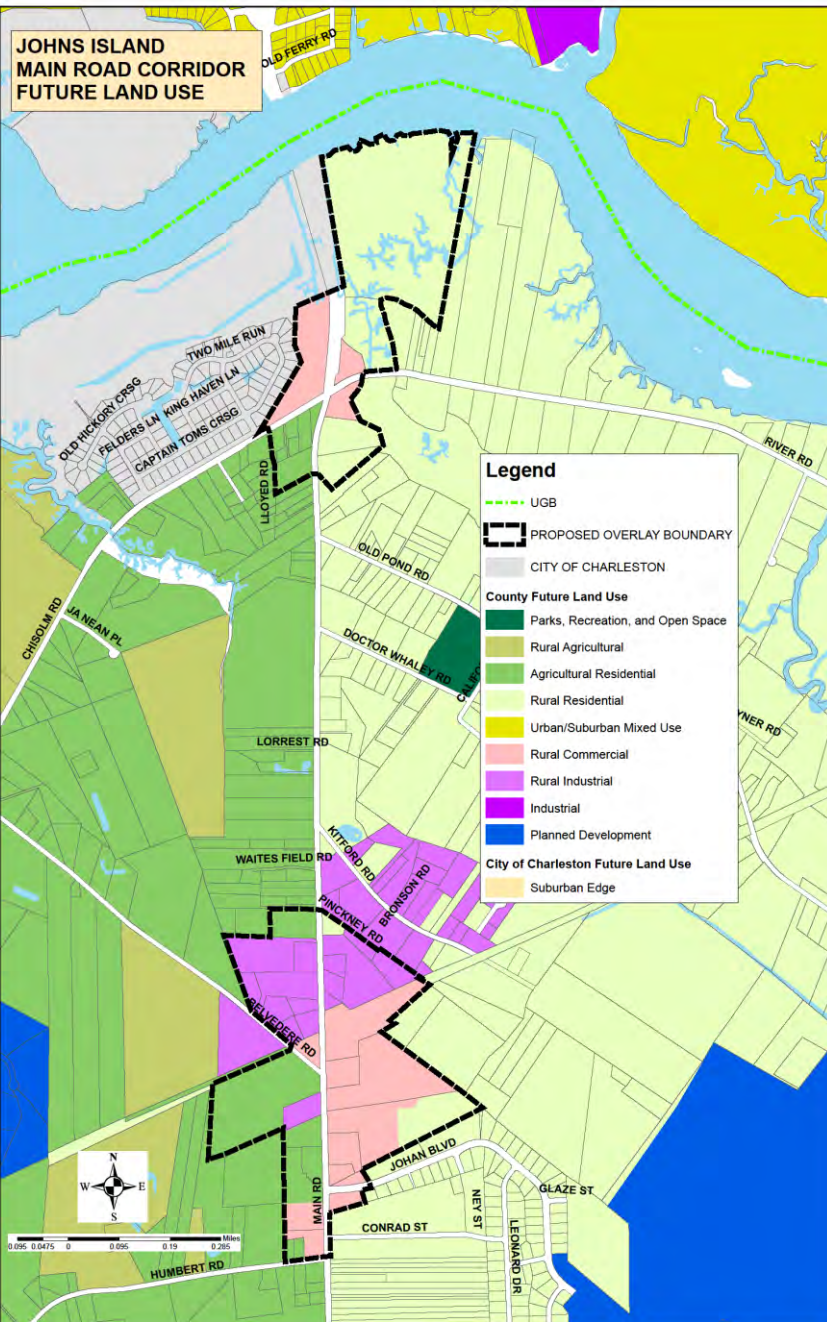 JOHNS ISLAND
MAIN ROAD CORRIDOR
FUTURE LAND USE
OLD FERRY RD
TWO MILE RUN
OLD HICKORY CRSG
FELDERS LN
KING HAVEN LN
CAPTAIN TOMS CRSG
LLOYED RD
RIVER RD
CHISOLM RD
JA NEAN PL
OLD POND RD
DOCTOR WHALEY RD
CALIFO
YNER RD
LORREST RD
WAITES FIELD RD
KITFORD RD
BRONSON RD
PINCKNEY RD
BELVEDERE RD
MAIN RD
JOHAN BLVD
GLAZE ST
NEY ST
LEONARD DR
CONRAD ST
HUMBERT RD
Legend
UGB
PROPOSED OVERLAY BOUNDARY
CITY OF CHARLESTON
County Future Land Use
Parks, Recreation, and Open Space
Rural Agricultural
Agricultural Residential
Rural Residential
Urban/Suburban Mixed Use
Rural Commercial
Rural Industrial
Industrial
Planned Development
City of Charleston Future Land Use
Suburban Edge
N
W E
S
Miles
0.095 0.0475 0 0.095 0.19 0.285